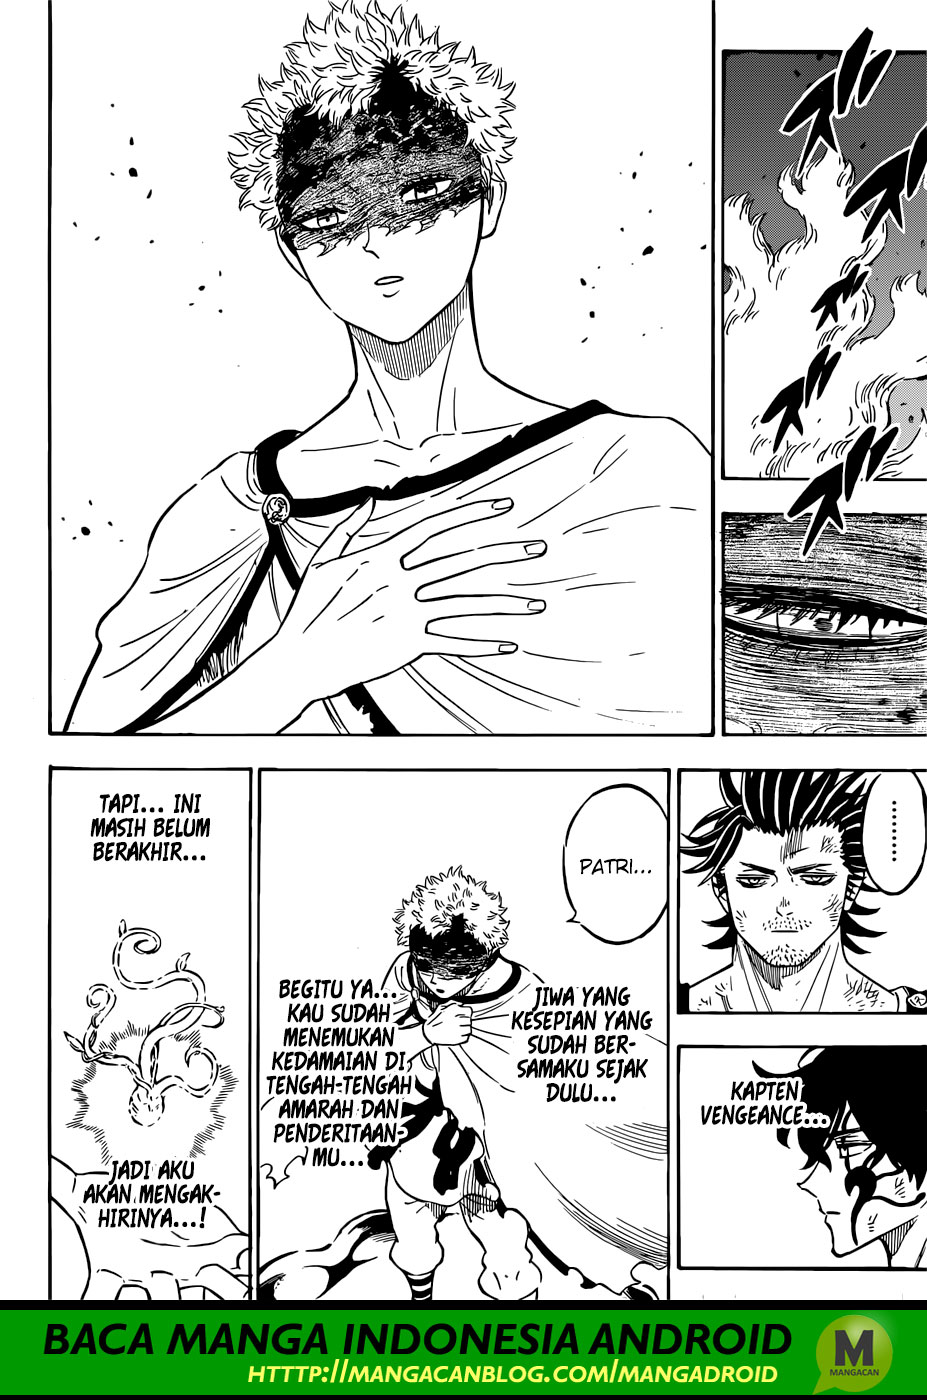 .........
KAPTEN
VENGEANCE...
PATRI...
JIWA YANG
KESEPIAN YANG
SUDAH BER-
SAMAKU SEJAK
DULU...
BEGITU YA...
KAU SUDAH
MENEMUKAN
KEDAMAIAN DI
TENGAH-TENGAH
AMARAH DAN
PENDERITAAN-
MU...
TAPI... INI
MASIH BELUM
BERAKHIR...
JADI AKU
AKAN MENGAK-
HIRINYA...!
BACA MANGA INDONESIA ANDROID
HTTTP://MANGACANBLOG.COM/MANGADROID
M
MANGACAN